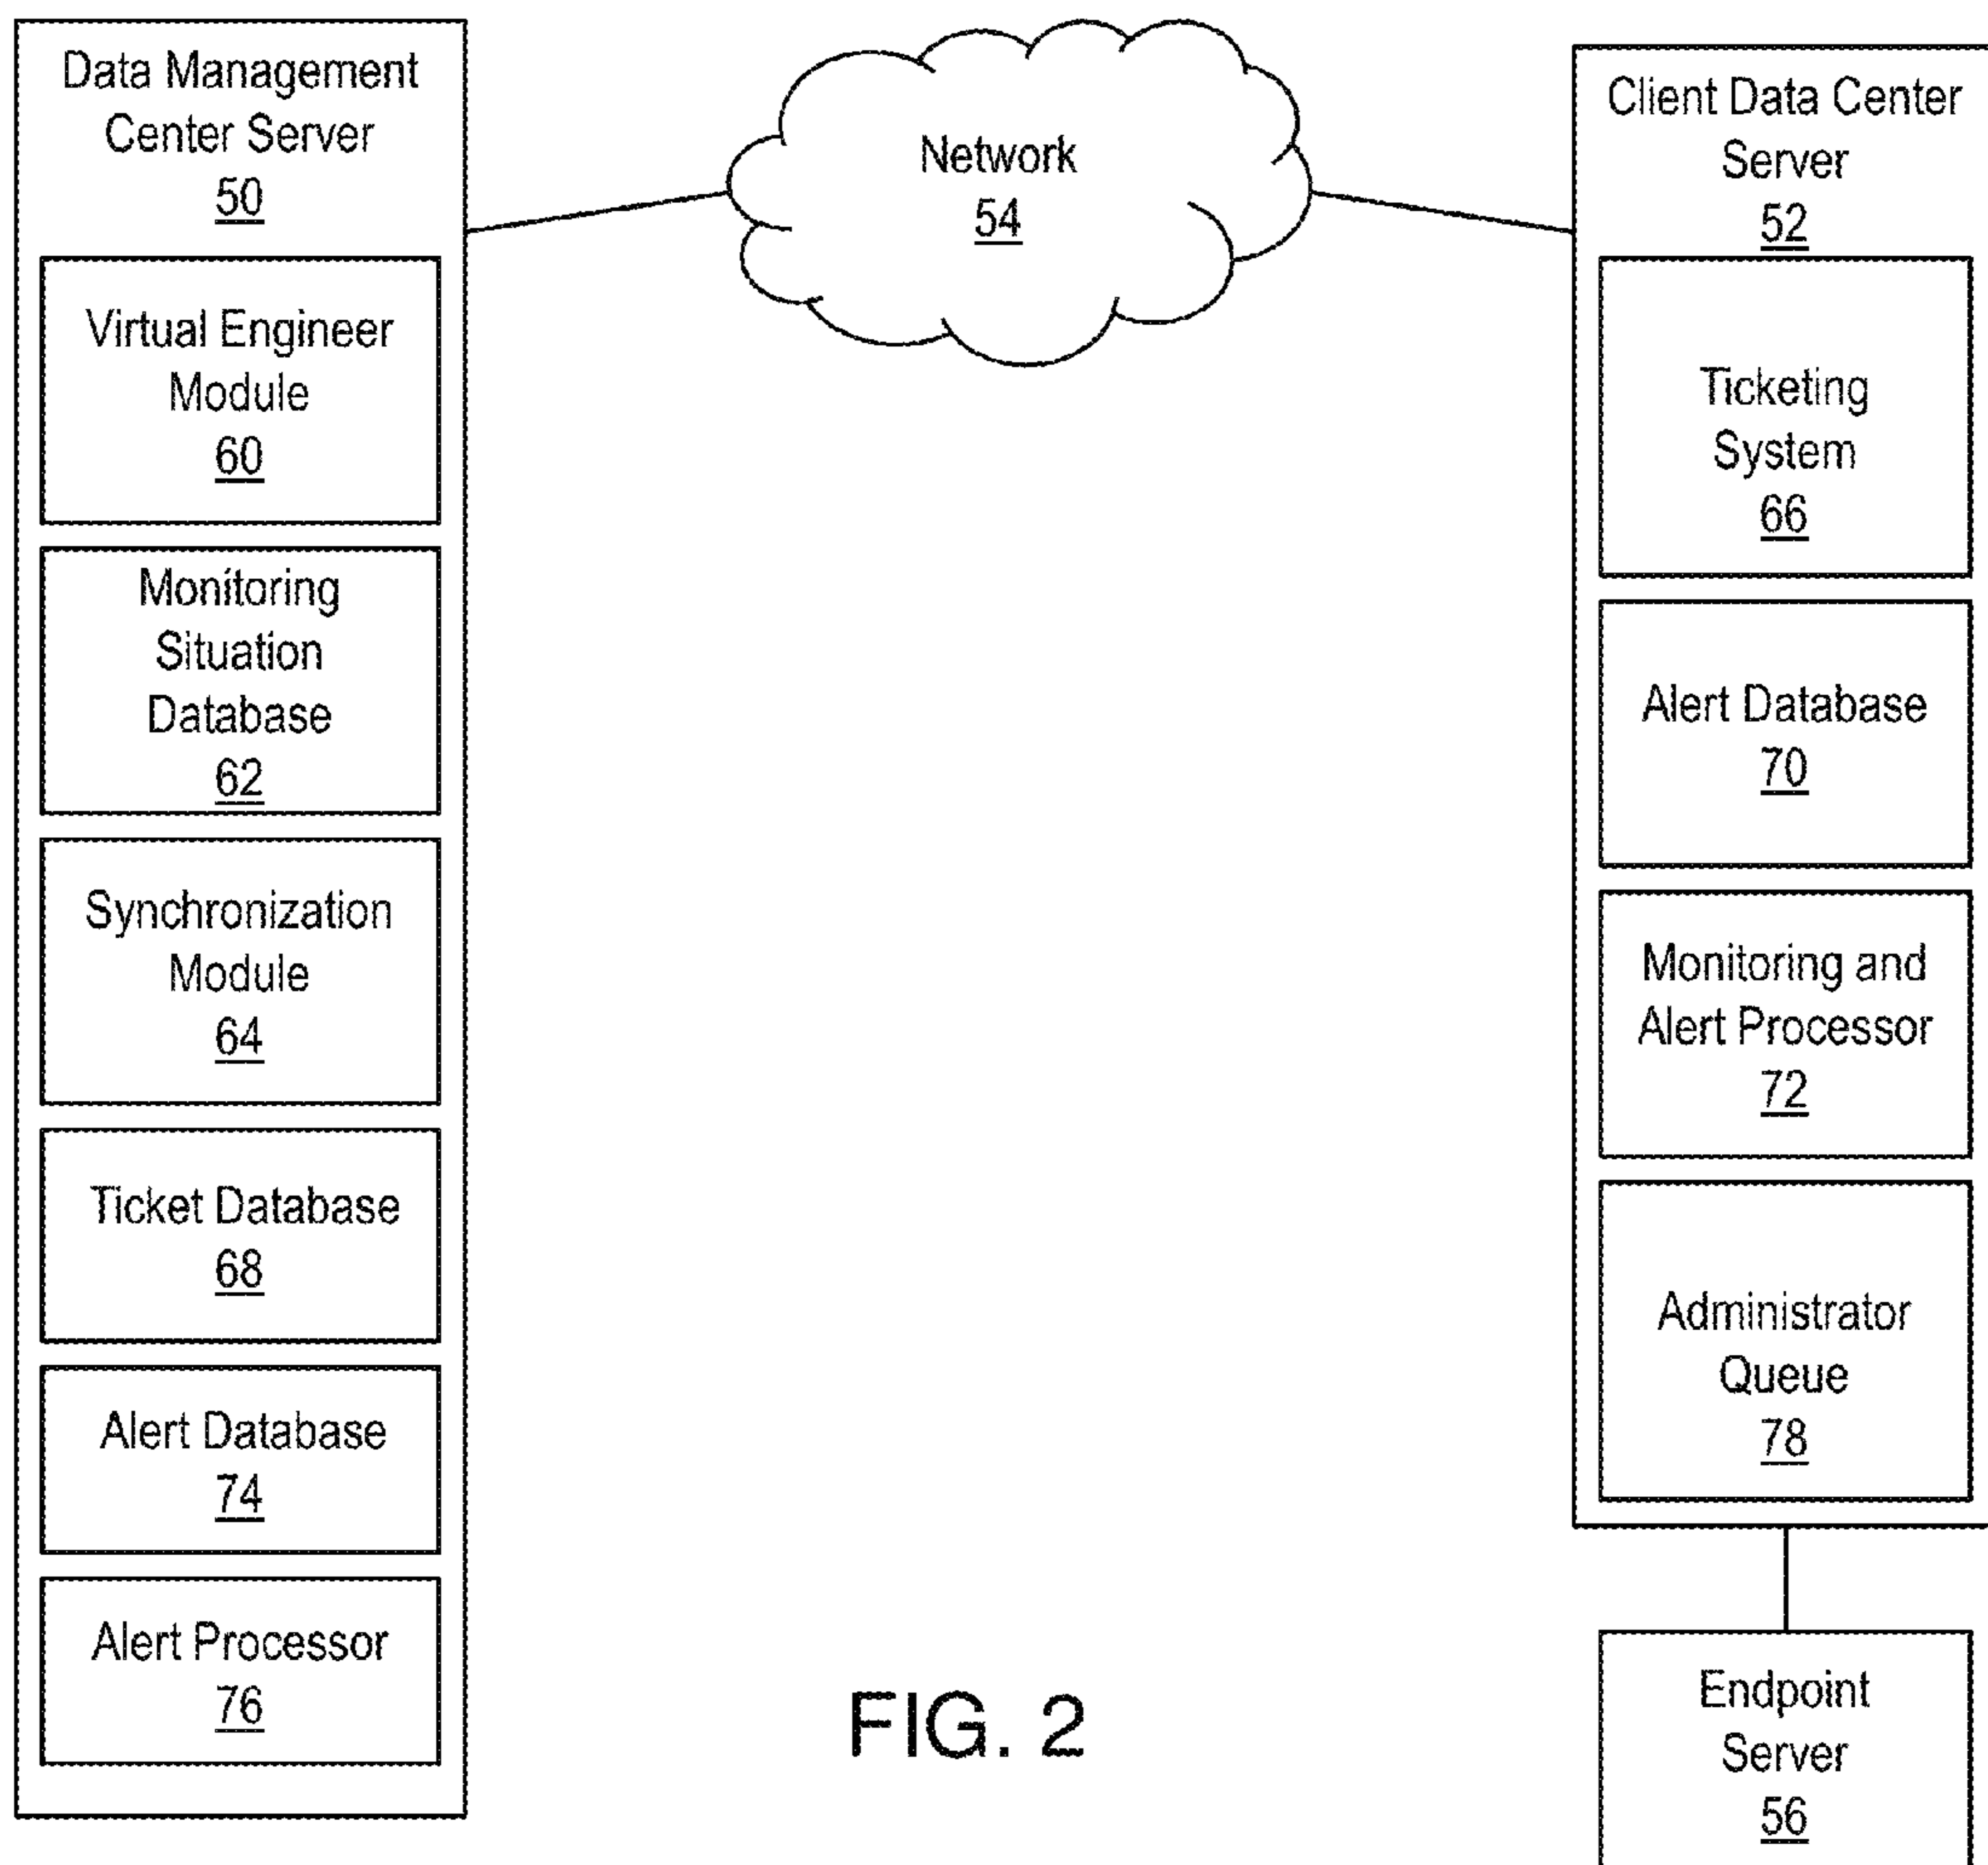 Data Management
Center Server
50
Virtual Engineer
Module
60
Monitoring
Situation
Database
62
Synchronization
Module
64
Ticket Database
68
Alert Database
74
Alert Processor
76
Network
54
Client Data Center
Server
52
Ticketing
System
66
Alert Database
70
Monitoring and
Alert Processor
72
Administrator
Queue
78
Endpoint
Server
56
FIG. 2